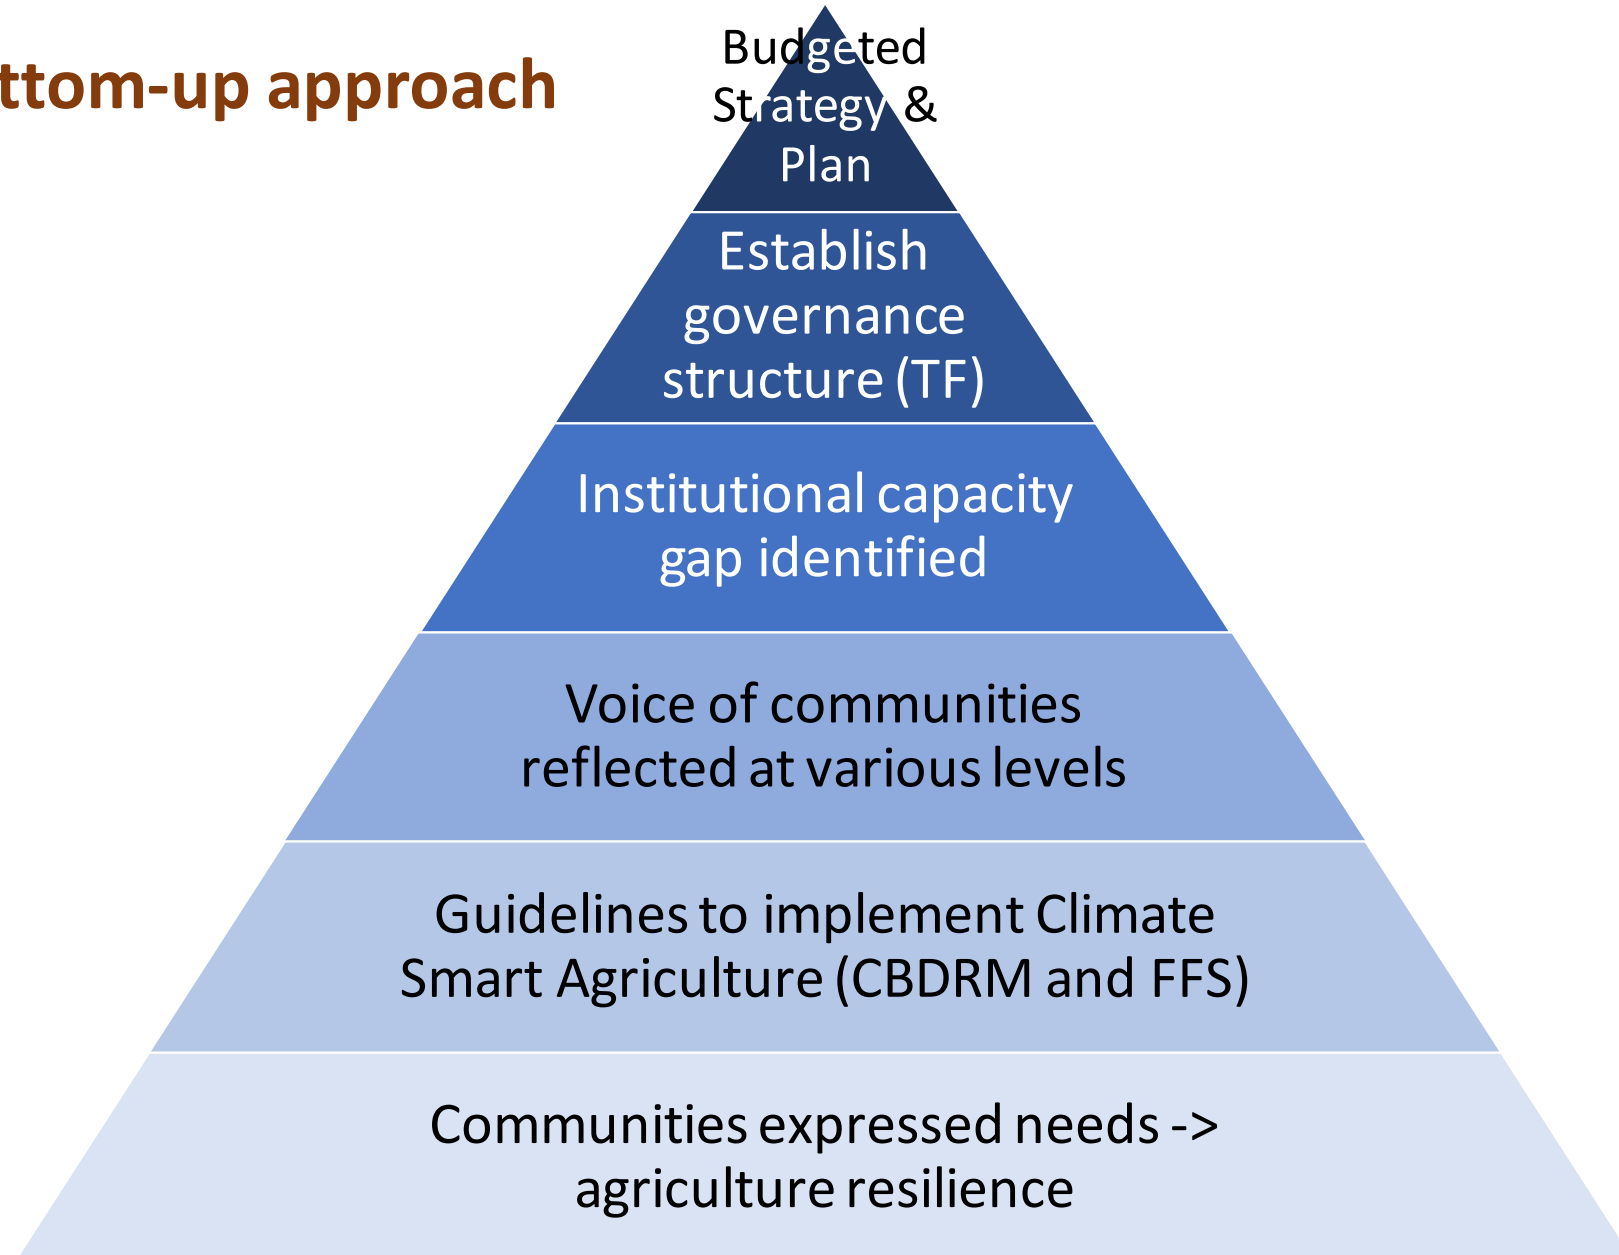 ttom-up approach
Budgeted
Strategy &
Plan
Establish
governance
structure (TF)
Institutional capacity
gap identified
Voice of communities
reflected at various levels
Guidelines to implement Climate
Smart Agriculture (CBDRM and FFS)
Communities expressed needs ->
agriculture resilience